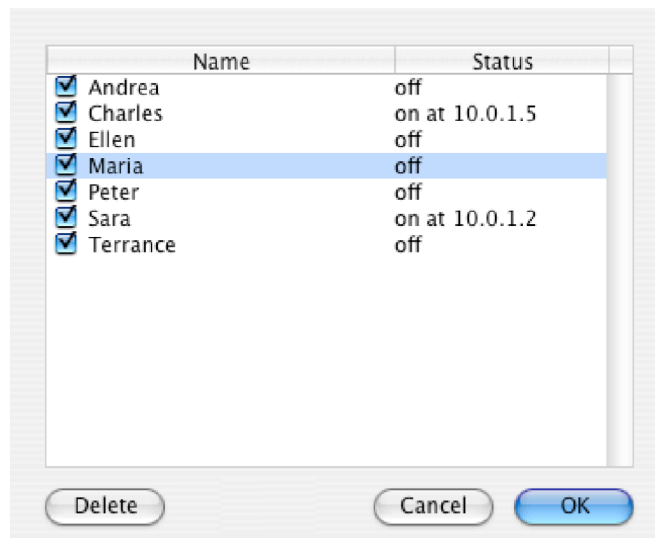 Name Status
Andrea off
Charles on at 10.0.1.5
Ellen off
Maria off
Peter off
Sara on at 10.0.1.2
Terrance off
Delete Cancel OK